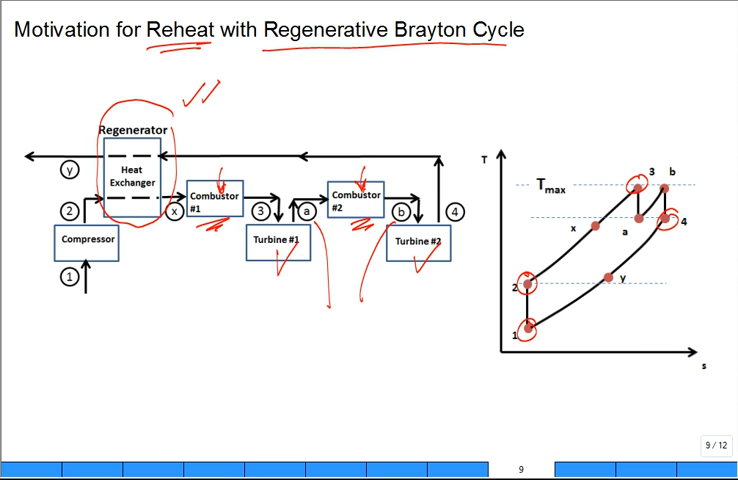 Motivation for Reheat with Regenerative Brayton Cycle
Regenerator
Heat
Exchanger
y
2
x
Combustor
#1
3
a
Combustor
#2
b
4
Compressor
Turbine #1
Turbine #2
1
T
Tmax
3 b
x
a
4
2
y
1
s
9 / 12
9